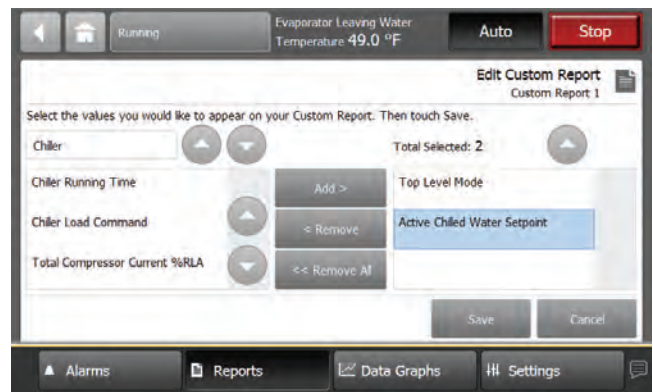 Running
Evaporator Leaving Water
Temperature 49.0 °F
Auto
Stop
Edit Custom Report
Custom Report 1
Select the values you would like to appear on your Custom Report. Then touch Save.
Chiller
Total Selected: 2
Chiller Running Time
Add >
Top Level Mode
Chiller Load Command
< Remove
Active Chilled Water Setpoint
Total Compressor Current %RLA
<< Remove All
Save
Cancel
Alarms
Reports
Data Graphs
Settings